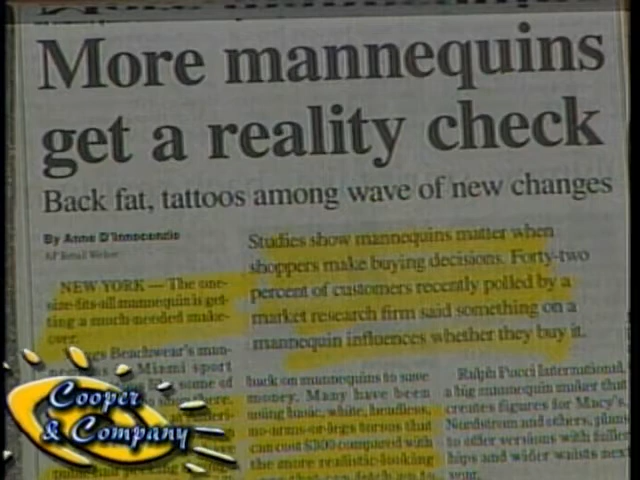 More mannequins
get a reality check
Back fat, tattoos among wave of new changes
By Anne D'Innocenzio
AP Retail Writer
NEW YORK — The one-
size-fits-all mannequin is get-
ting a much-needed make-
over.
Studies show mannequins matter when
shoppers make buying decisions. Forty-two
percent of customers recently polled by a
market research firm said something on a
mannequin influences whether they buy it.
Beachwear's man-
Miami sport
some of
back on mannequins to save
money. Many have been
using basic, white, headless,
no-arms-or-legs torsos that
can cost $300 compared with
the more realistic-looking
Ralph Pucci International,
a big mannequin maker that
creates figures for Macy's,
Nordstrom and others, plans
to offer versions with fuller
hips and wider waists next
Cooper
& Company